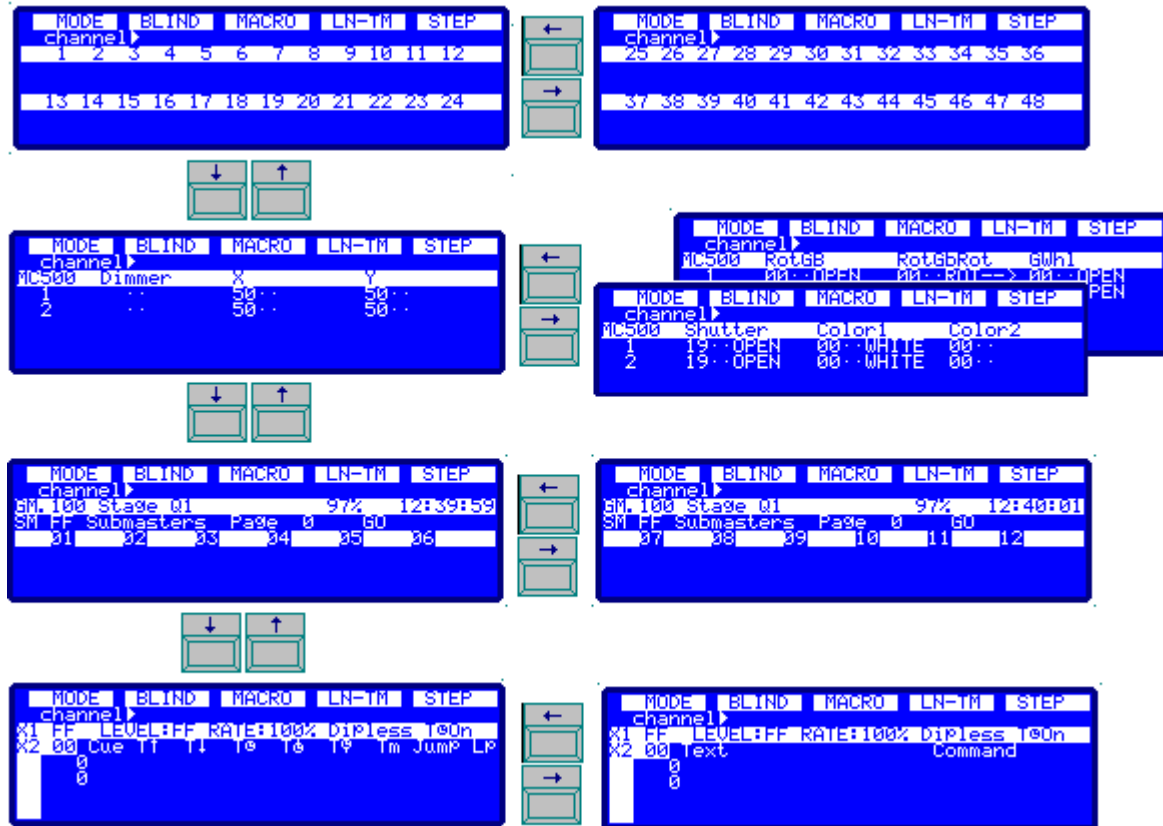 MODE BLIND MACRO LN-TM STEP
channel
1 2 3 4 5 6 7 8 9 10 11 12
13 14 15 16 17 18 19 20 21 22 23 24
←
→
MODE BLIND MACRO LN-TM STEP
channel
25 26 27 28 29 30 31 32 33 34 35 36
37 38 39 40 41 42 43 44 45 46 47 48
↓ ↑
MODE BLIND MACRO LN-TM STEP
channel
MC500 Dimmer X Y
1 ·· 50·· 50··
2 ·· 50·· 50··
←
→
MODE BLIND MACRO LN-TM STEP
channel
MC500 RotGB RotGbRot GWhl
1 00··OPEN 00··ROT--> 00··OPEN
PEN
MODE BLIND MACRO LN-TM STEP
channel
MC500 Shutter Color1 Color2
1 19··OPEN 00··WHITE 00··
2 19··OPEN 00··WHITE 00··
↓ ↑
MODE BLIND MACRO LN-TM STEP
channel
GM.100 Stage Q1 97% 12:39:59
SM FF Submasters Page 0 GO
01 02 03 04 05 06
←
→
MODE BLIND MACRO LN-TM STEP
channel
GM.100 Stage Q1 97% 12:40:01
SM FF Submasters Page 0 GO
07 08 09 10 11 12
↓ ↑
MODE BLIND MACRO LN-TM STEP
channel
X1 FF LEVEL:FF RATE:100% Dipless On
X2 00 Cue T↑ T↓ Tm Jump Lp
0
0
←
→
MODE BLIND MACRO LN-TM STEP
channel
X1 FF LEVEL:FF RATE:100% Dipless On
X2 00 Text Command
0
0